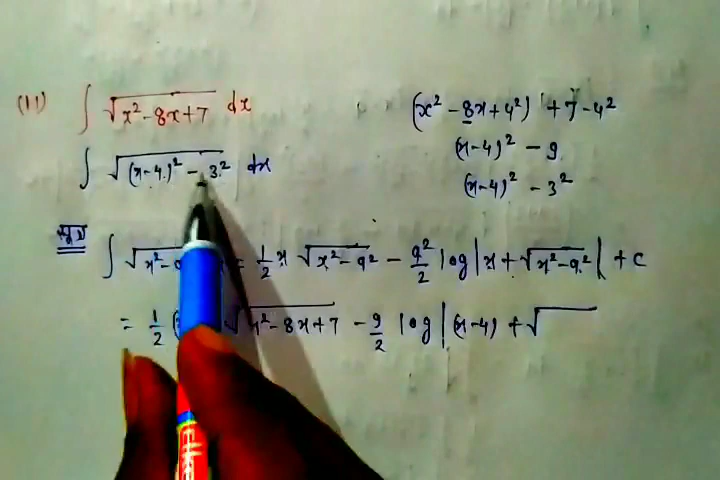 (11) ∫ √x² - 8x + 7 dx
∫ √(x-4)² - 3² dx
(x² - 8x + 4²) + 7 - 4²
(x-4)² - 9
(x-4)² - 3²
∫ √x² - = 1/2 x √x² - a² - a²/2 log|x + √x² - a²| + c
= 1/2 √x² - 8x + 7 - 9/2 log|(x-4) + √